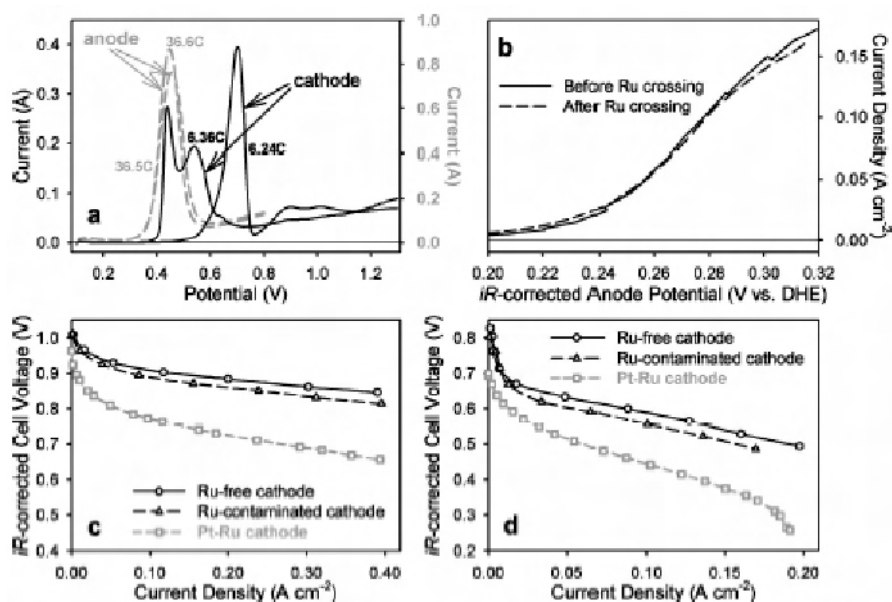 a
anode
36.6C
36.5C
cathode
6.36C
6.24C
Current (A)
0.4
0.3
0.2
0.1
0.0
Current (A)
1.0
0.8
0.6
0.4
0.2
0.0
0.2 0.4 0.6 0.8 1.0 1.2
Potential (V)
b
Before Ru crossing
After Ru crossing
Current Density (A cm-2)
0.15
0.10
0.05
0.00
0.20 0.22 0.24 0.26 0.28 0.30 0.32
iR-corrected Anode Potential (V vs. DHE)
iR-corrected Cell Voltage (V)
1.0
0.9
0.8
0.7
0.6
0.5
0.4
Ru-free cathode
Ru-contaminated cathode
Pt-Ru cathode
c
0.00 0.10 0.20 0.30 0.40
Current Density (A cm-2)
iR-corrected Cell Voltage (V)
0.8
0.7
0.6
0.5
0.4
0.3
0.2
Ru-free cathode
Ru-contaminated cathode
Pt-Ru cathode
d
0.00 0.05 0.10 0.15 0.20
Current Density (A cm-2)